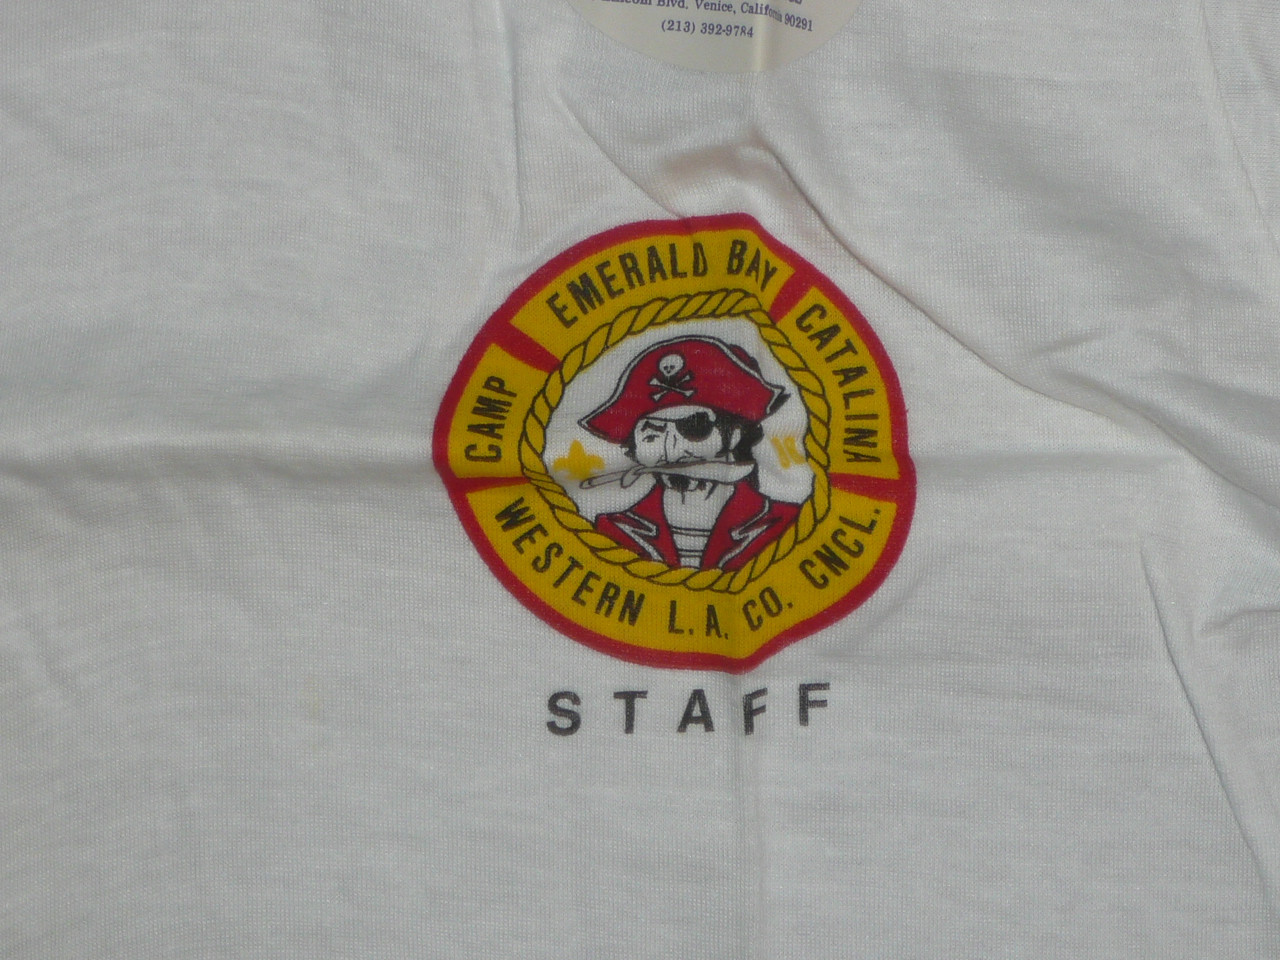 Blvd, Venice, California 90291
(213) 392-9784
CAMP
EMERALD BAY
CATALINA
WESTERN L.A. CO. CNCL.
STAFF